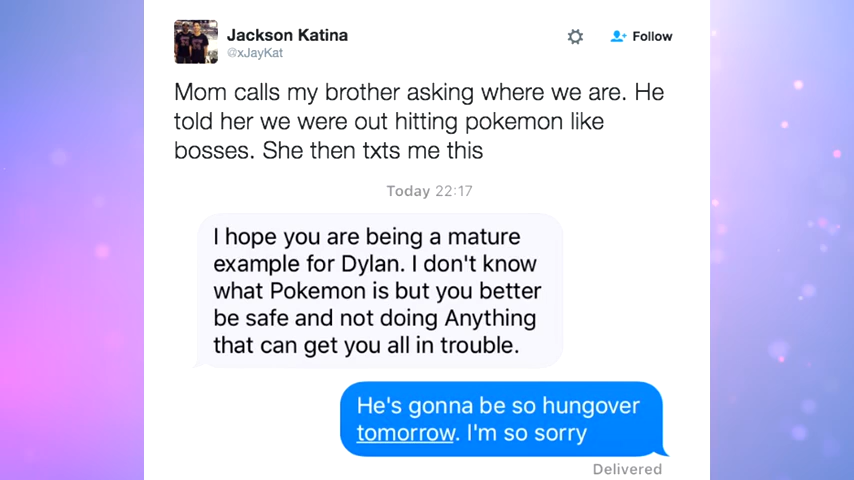 Jackson Katina
@xJayKat
Follow
Mom calls my brother asking where we are. He
told her we were out hitting pokemon like
bosses. She then txts me this
Today 22:17
I hope you are being a mature
example for Dylan. I don't know
what Pokemon is but you better
be safe and not doing Anything
that can get you all in trouble.
He's gonna be so hungover
tomorrow. I'm so sorry
Delivered